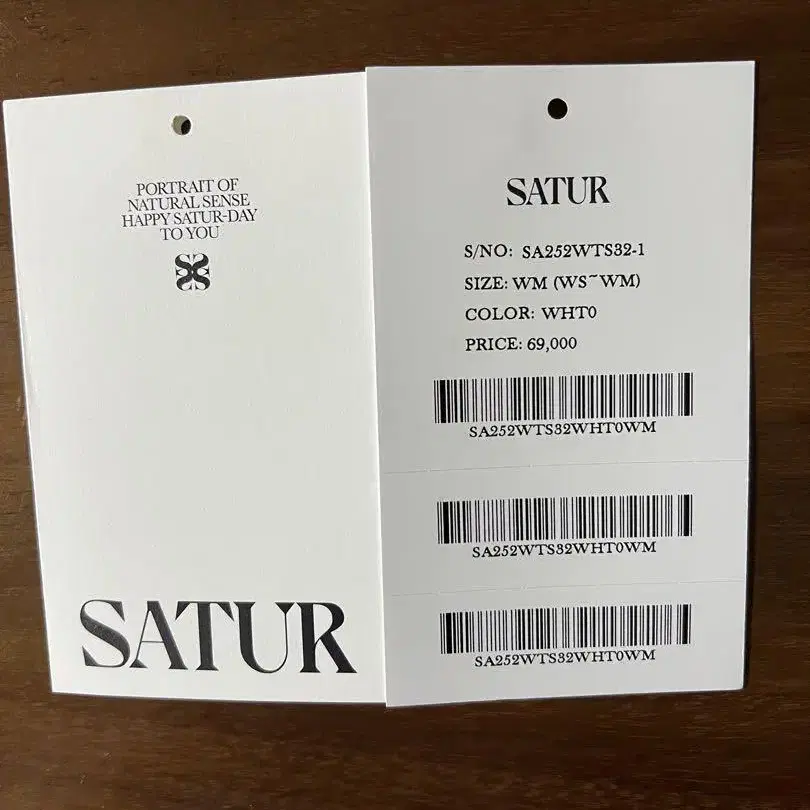 PORTRAIT OF
NATURAL SENSE
HAPPY SATUR-DAY
TO YOU
SATUR
SATUR
S/NO: SA252WTS32-1
SIZE: WM (WS~WM)
COLOR: WHT0
PRICE: 69,000
SA252WTS32WHT0WM
SA252WTS32WHT0WM
SA252WTS32WHT0WM